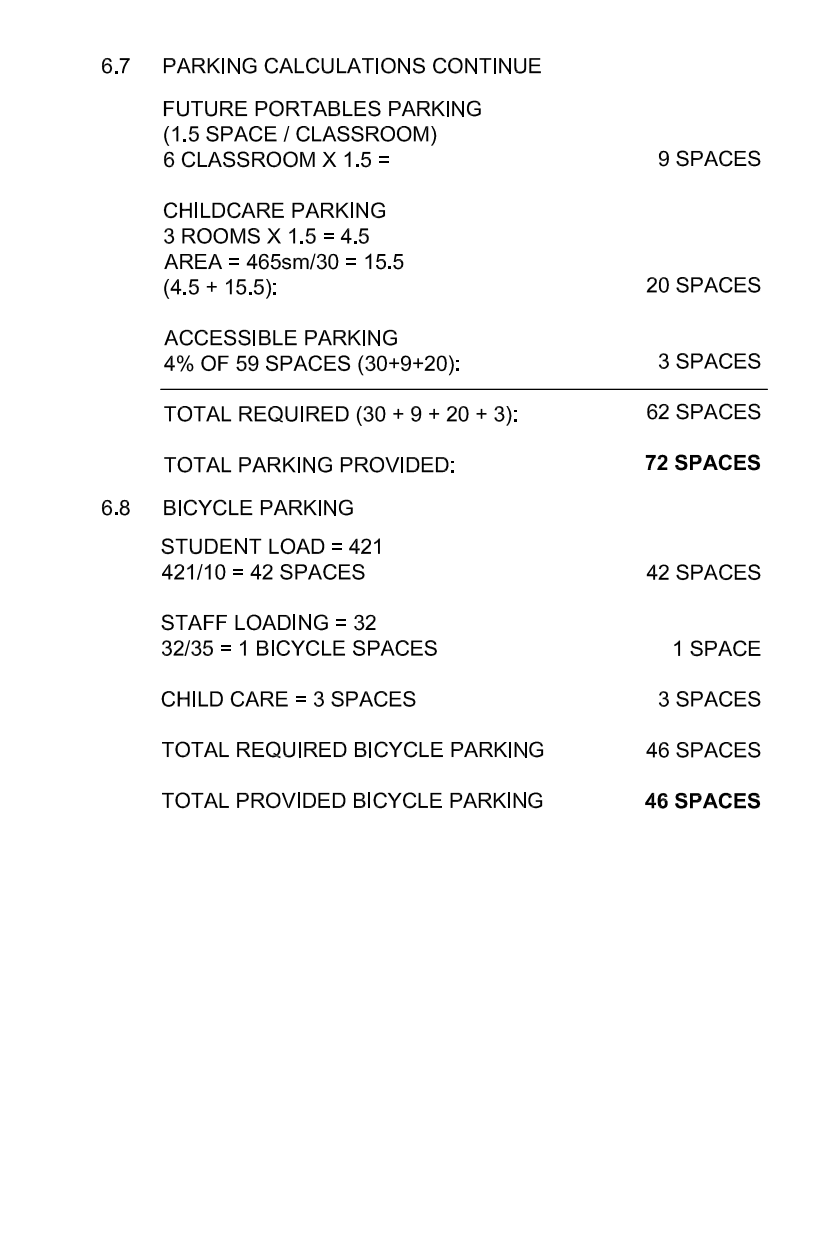 6.7 PARKING CALCULATIONS CONTINUE
FUTURE PORTABLES PARKING
(1.5 SPACE / CLASSROOM)
6 CLASSROOM X 1.5 = 9 SPACES
CHILDCARE PARKING
3 ROOMS X 1.5 = 4.5
AREA = 465sm/30 = 15.5
(4.5 + 15.5): 20 SPACES
ACCESSIBLE PARKING
4% OF 59 SPACES (30+9+20): 3 SPACES
TOTAL REQUIRED (30 + 9 + 20 + 3): 62 SPACES
TOTAL PARKING PROVIDED: 72 SPACES
6.8 BICYCLE PARKING
STUDENT LOAD = 421
421/10 = 42 SPACES 42 SPACES
STAFF LOADING = 32
32/35 = 1 BICYCLE SPACES 1 SPACE
CHILD CARE = 3 SPACES 3 SPACES
TOTAL REQUIRED BICYCLE PARKING 46 SPACES
TOTAL PROVIDED BICYCLE PARKING 46 SPACES